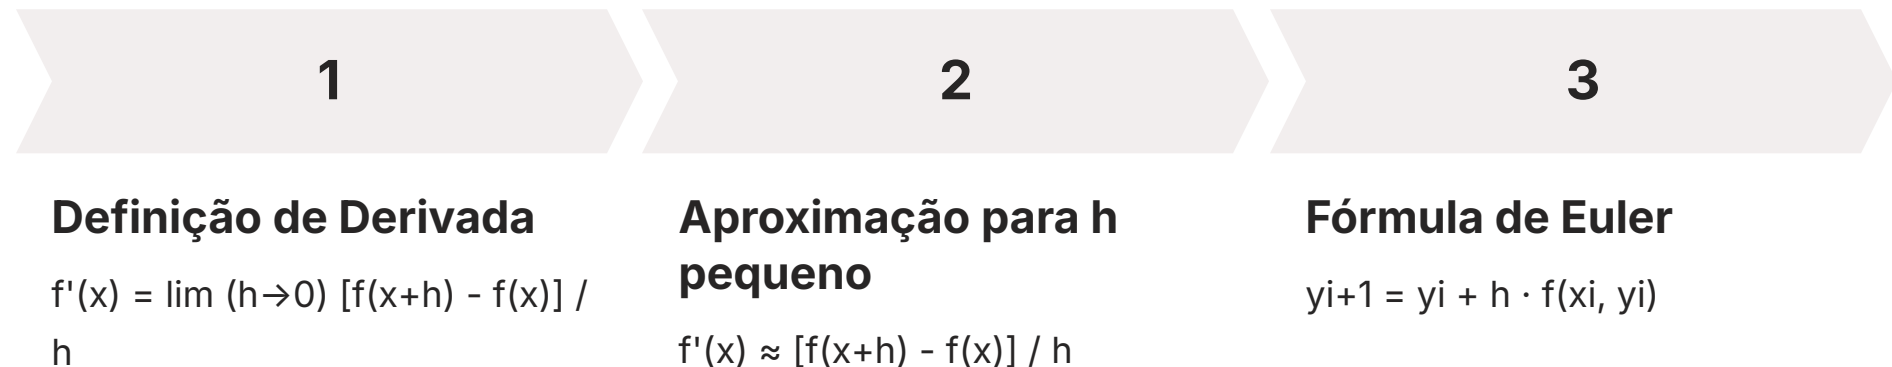 1
2
3
Definição de Derivada
f'(x) = lim (h→0) [f(x+h) - f(x)] /
h
Aproximação para h
pequeno
f'(x) ≈ [f(x+h) - f(x)] / h
Fórmula de Euler
yi+1 = yi + h · f(xi, yi)